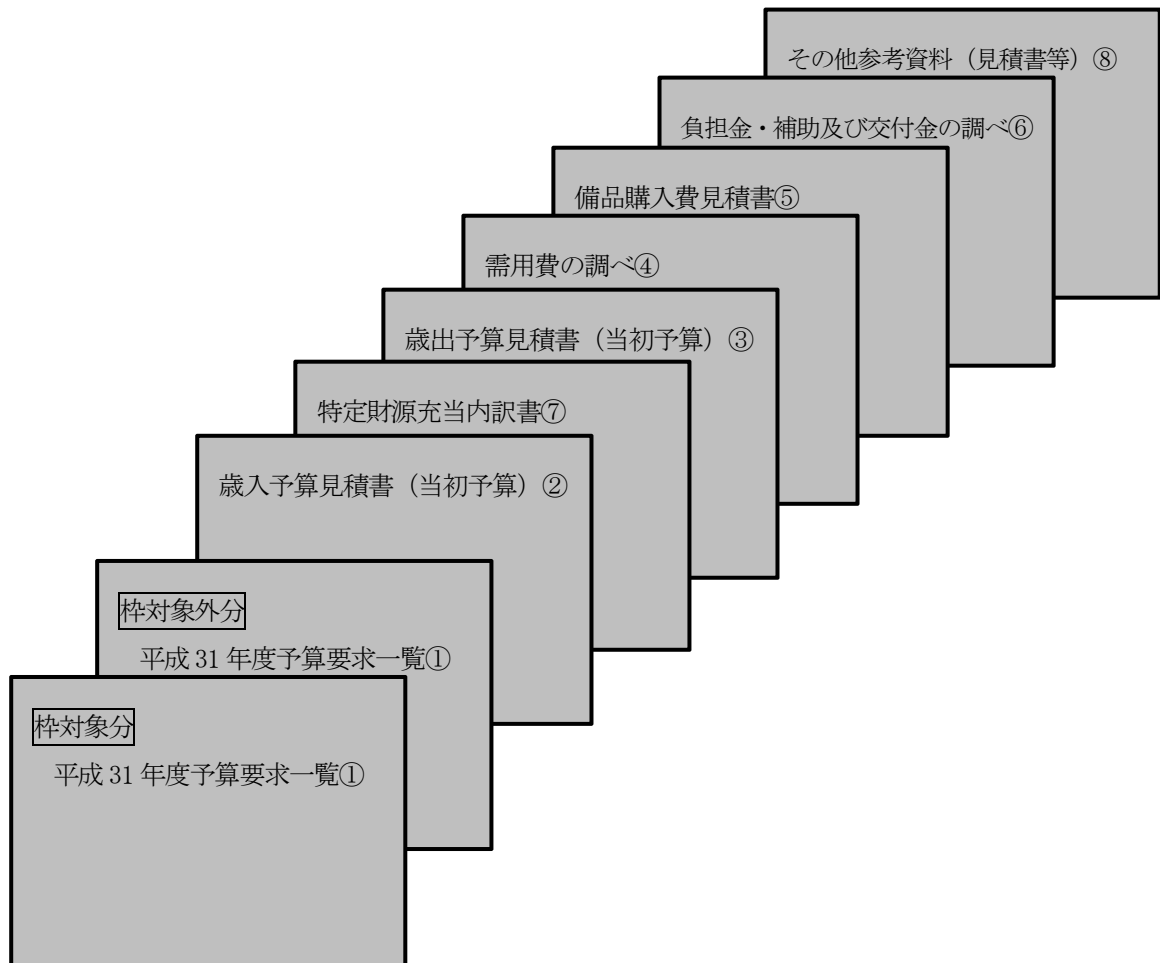 その他参考資料（見積書等）⑧
負担金・補助及び交付金の調べ⑥
備品購入費見積書⑤
需用費の調べ④
歳出予算見積書（当初予算）③
特定財源充当内訳書⑦
歳入予算見積書（当初予算）②
枠対象外分
平成 31 年度予算要求一覧①
枠対象分
平成 31 年度予算要求一覧①